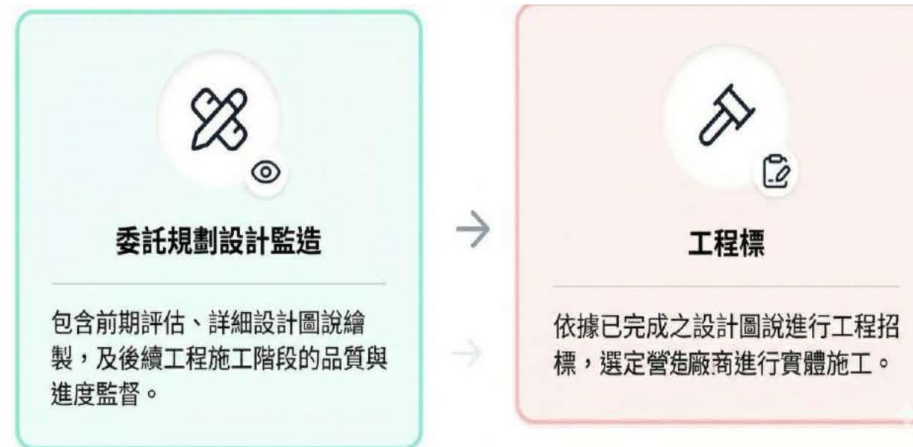 委託規劃設計監造
包含前期評估、詳細設計圖說繪
製，及後續工程施工階段的品質與
進度監督。
工程標
依據已完成之設計圖說進行工程招
標，選定營造廠商進行實體施工。